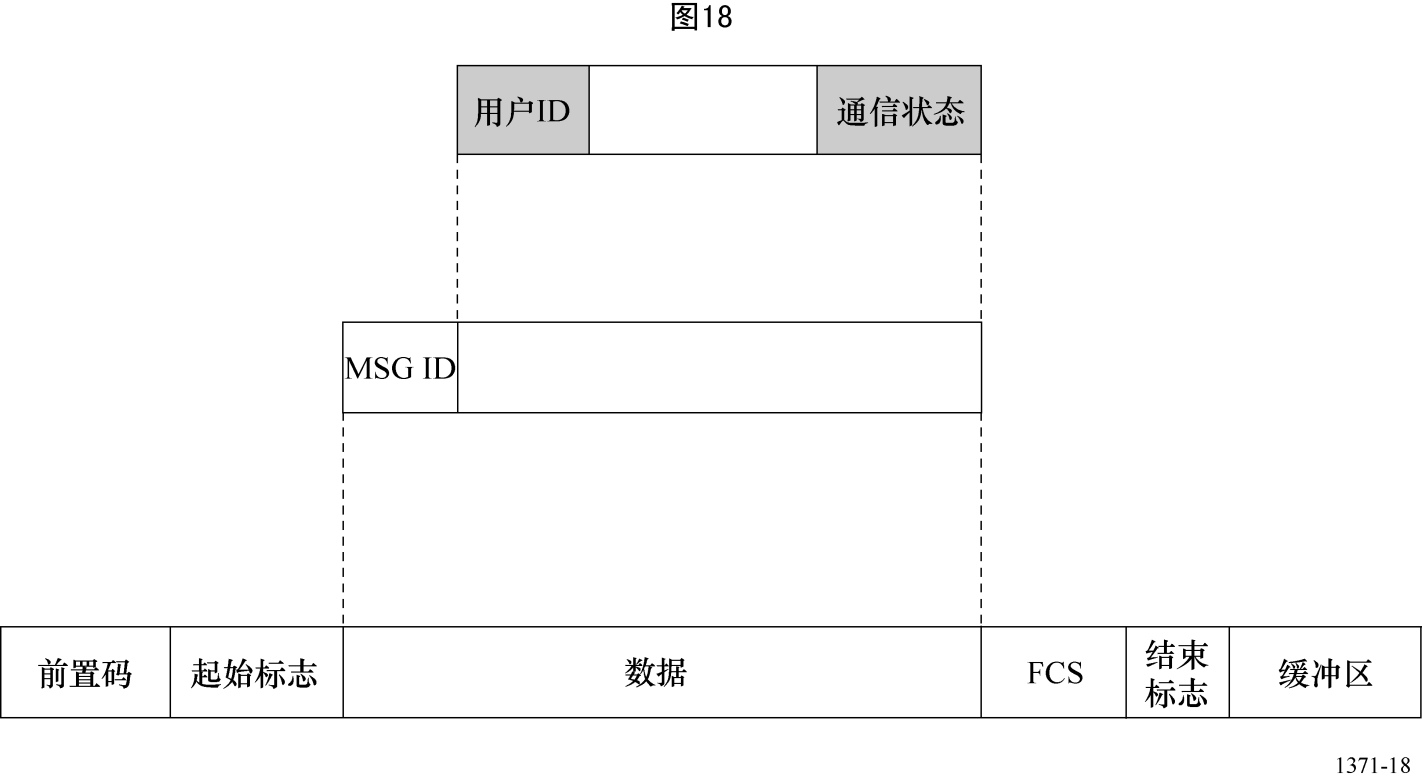 图18
用户ID
通信状态
MSG ID
前置码
起始标志
数据
FCS
结束
标志
缓冲区
1371-18